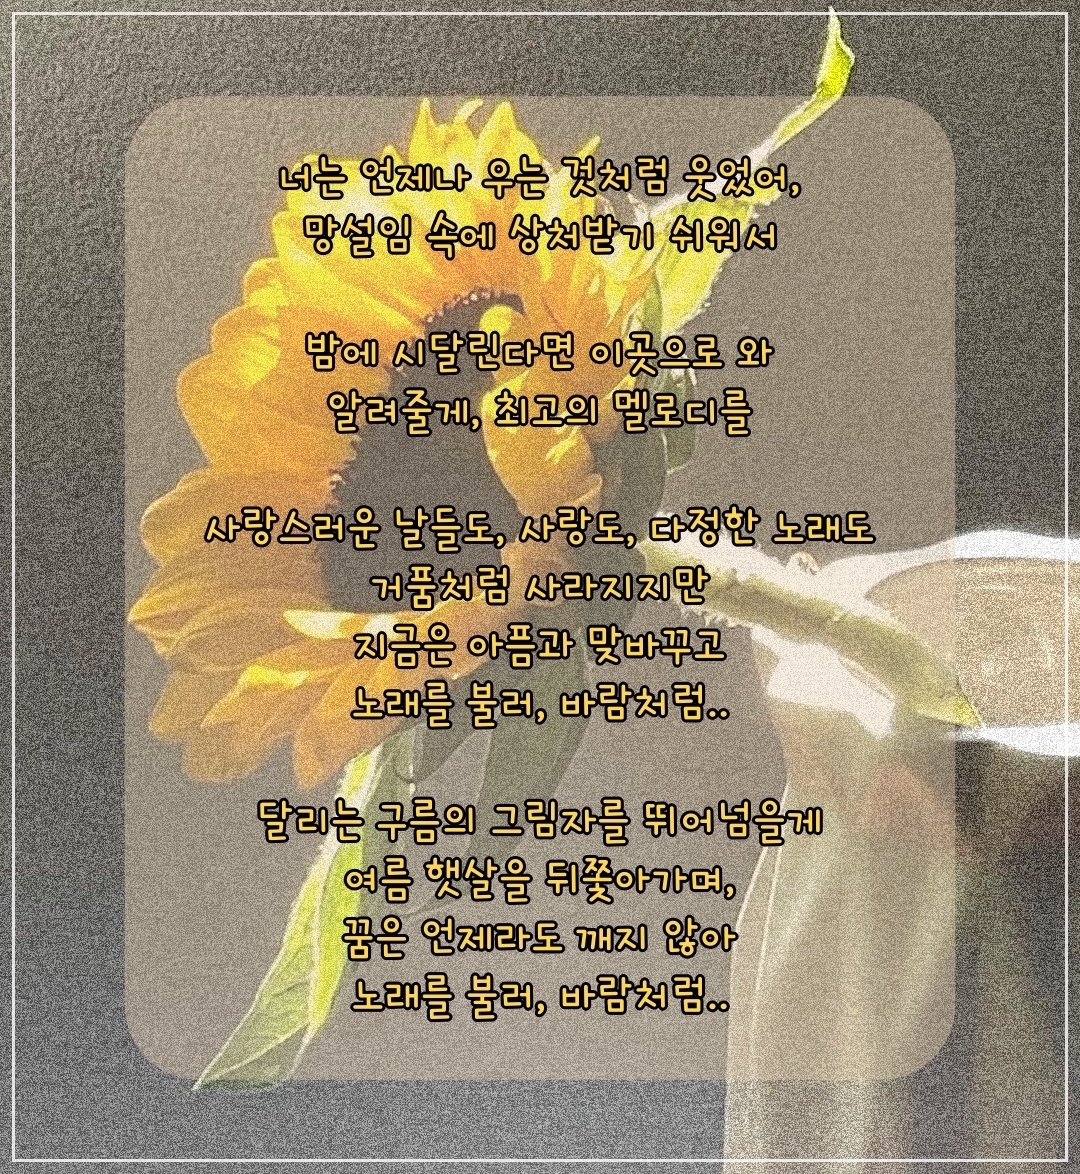 너는 언제나 우는 것처럼 웃었어,
망설임 속에 상처받기 쉬워서
밤에 시달린다면 이곳으로 와
알려줄게, 최고의 멜로디를
사랑스러운 날들도, 사랑도, 다정한 노래도
거품처럼 사라지지만
지금은 아픔과 맞바꾸고
노래를 불러, 바람처럼..
달리는 구름의 그림자를 뛰어넘을게
여름 햇살을 뒤쫓아가며,
꿈은 언제라도 깨지 않아
노래를 불러, 바람처럼..